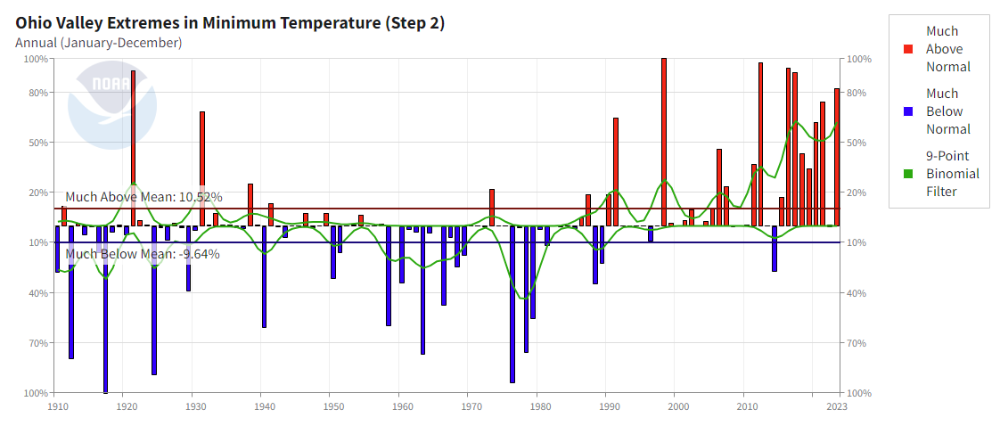 Ohio Valley Extremes in Minimum Temperature (Step 2)
Annual (January-December)
100%
80%
50%
20%
10%
40%
70%
100%
NOAA
Much Above Mean: 10.52%
Much Below Mean: -9.64%
100%
80%
50%
20%
10%
40%
70%
100%
1910 1920 1930 1940 1950 1960 1970 1980 1990 2000 2010 2023
Much
Above
Normal
Much
Below
Normal
9-Point
Binomial
Filter